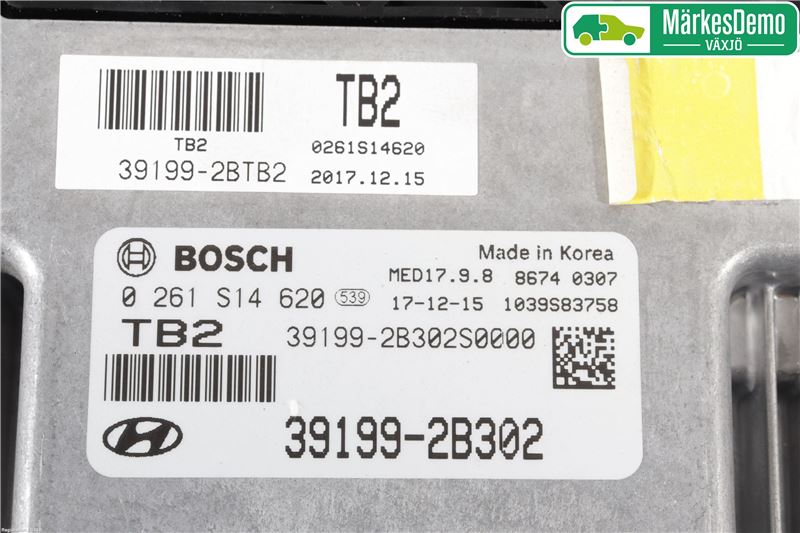 MärkesDemo
VÄXJÖ
TB2
TB2
0261S14620
39199-2BTB2
2017.12.15
BOSCH
Made in Korea
MED17.9.8 8674 0307
0 261 S14 620 539
17-12-15 1039S83758
TB2
39199-2B302S0000
39199-2B302